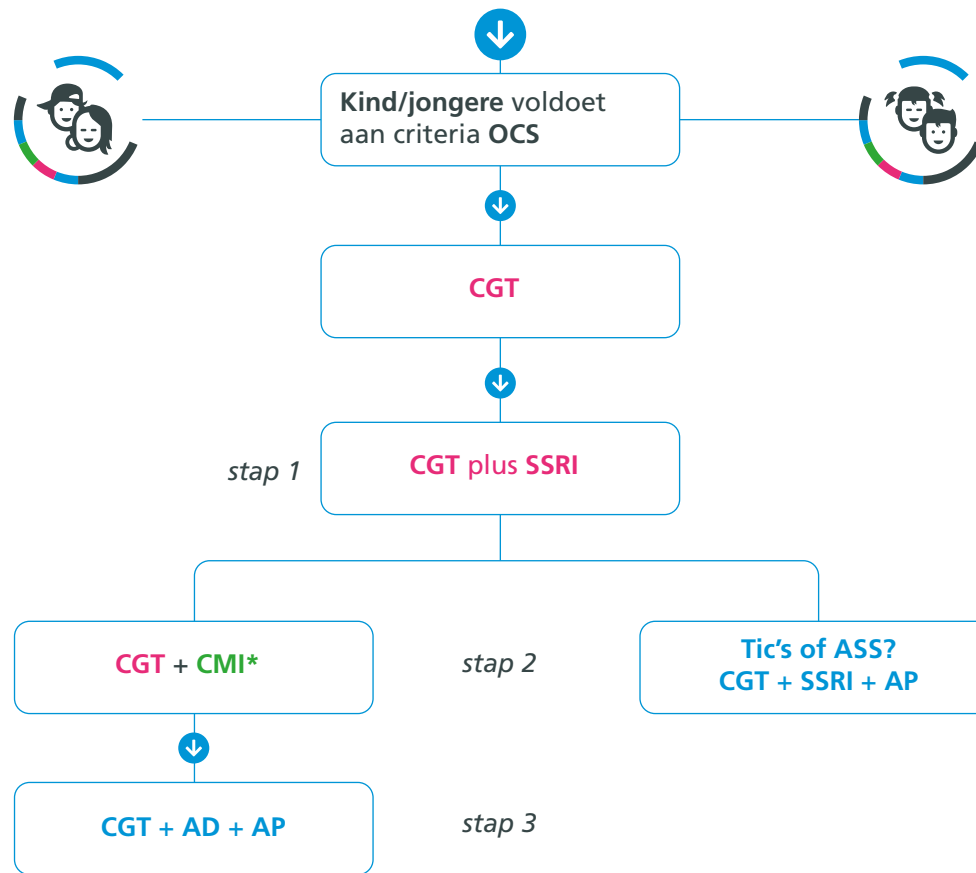 Kind/jongere voldoet
aan criteria OCS
CGT
stap 1
CGT plus SSRI
CGT + CMI*
stap 2
Tic's of ASS?
CGT + SSRI + AP
CGT + AD + AP
stap 3